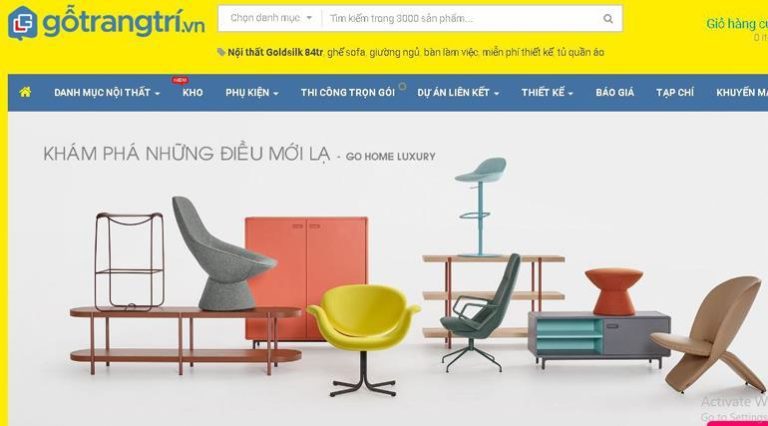 gỗtrangtrí.vn
Chọn danh mục
Tìm kiếm trong 3000 sản phẩm...
Giỏ hàng
Nội thất Goldsilk 84tr, ghế sofa, giường ngủ, bàn làm việc, miễn phí thiết kế, tủ quần áo
NEW
DANH MỤC NỘI THẤT KHO PHỤ KIỆN THI CÔNG TRỌN GÓI DỰ ÁN LIÊN KẾT THIẾT KẾ BÁO GIÁ TẠP CHÍ KHUYẾN
KHÁM PHÁ NHỮNG ĐIỀU MỚI LẠ - GO HOME LUXURY
Activate W
Go to Settings